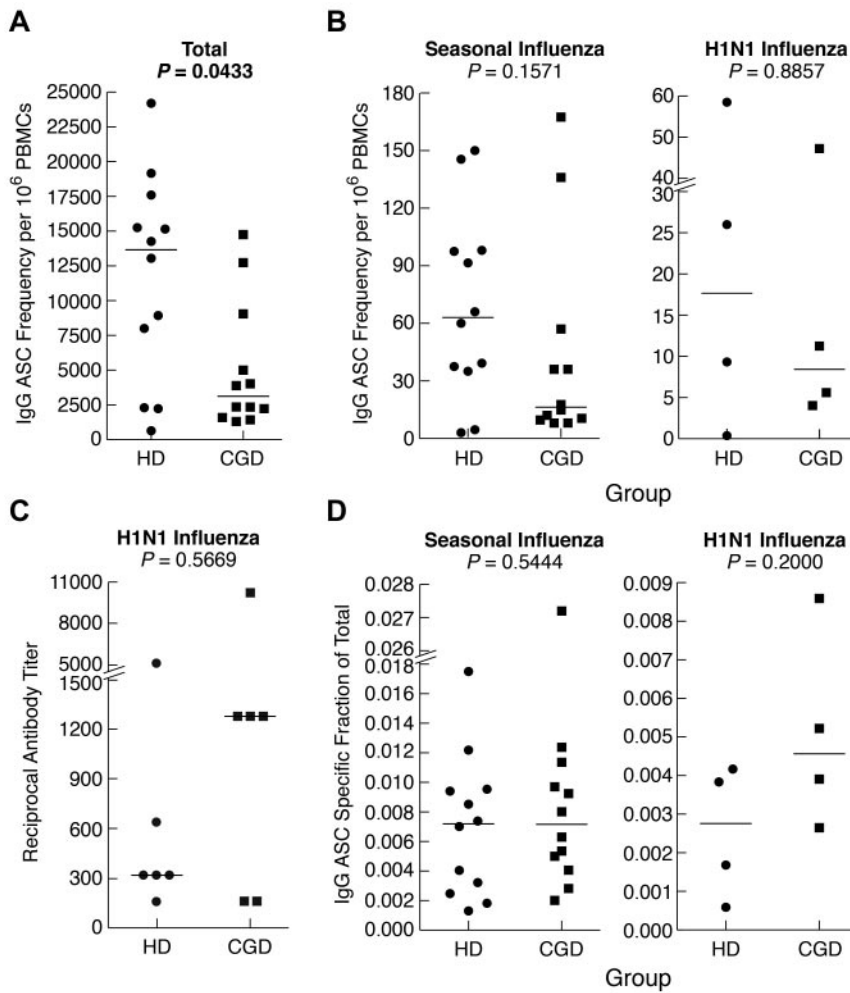 A
Total
P = 0.0433
IgG ASC Frequency per 10⁶ PBMCs
25000
22500
20000
17500
15000
12500
10000
7500
5000
2500
0
HD
CGD
B
Seasonal Influenza
P = 0.1571
IgG ASC Frequency per 10⁶ PBMCs
180
150
120
90
60
30
0
HD
CGD
H1N1 Influenza
P = 0.8857
60
50
40
30
25
20
15
10
5
0
HD
CGD
Group
C
H1N1 Influenza
P = 0.5669
Reciprocal Antibody Titer
11000
9000
7000
5000
1500
1200
900
600
300
0
HD
CGD
D
Seasonal Influenza
P = 0.5444
IgG ASC Specific Fraction of Total
0.028
0.027
0.026
0.018
0.016
0.014
0.012
0.010
0.008
0.006
0.004
0.002
0.000
HD
CGD
H1N1 Influenza
P = 0.2000
0.009
0.008
0.007
0.006
0.005
0.004
0.003
0.002
0.001
0.000
HD
CGD
Group